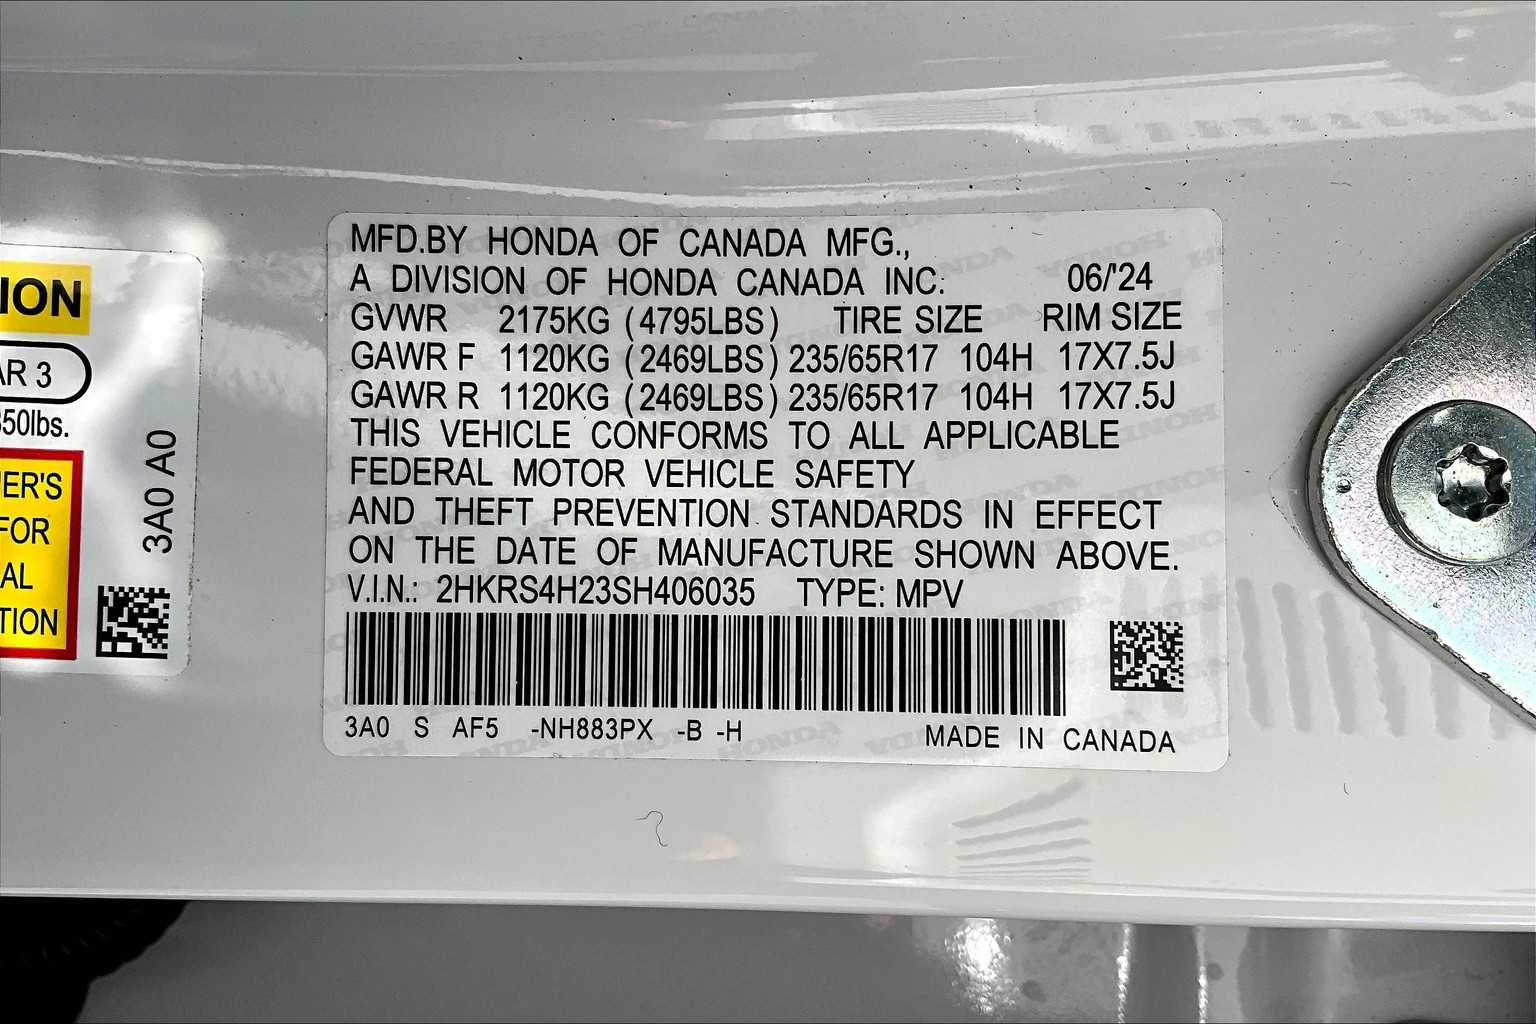 MFD.BY HONDA OF CANADA MFG.,
A DIVISION OF HONDA CANADA INC. 06/'24
GVWR 2175KG (4795LBS) TIRE SIZE RIM SIZE
GAWR F 1120KG (2469LBS) 235/65R17 104H 17X7.5J
GAWR R 1120KG (2469LBS) 235/65R17 104H 17X7.5J
THIS VEHICLE CONFORMS TO ALL APPLICABLE
FEDERAL MOTOR VEHICLE SAFETY
AND THEFT PREVENTION STANDARDS IN EFFECT
ON THE DATE OF MANUFACTURE SHOWN ABOVE.
V.I.N.: 2HKRS4H23SH406035 TYPE: MPV
3A0 S AF5 -NH883PX -B -H MADE IN CANADA
ION
AR 3
350lbs.
ER'S
FOR
AL
TION
3A0 A0